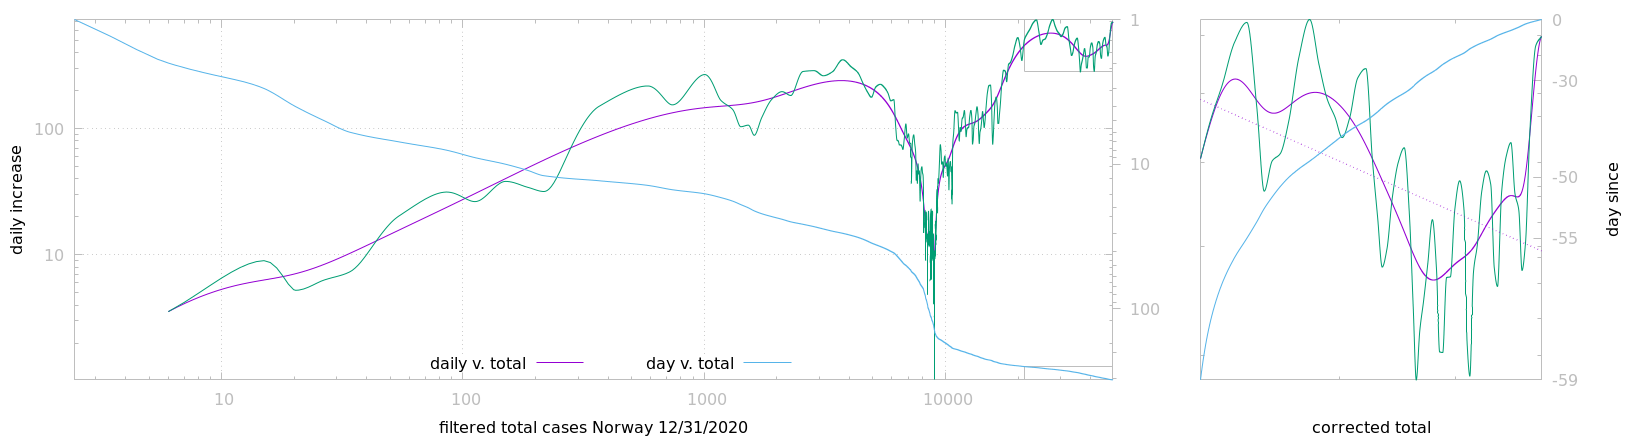 daily increase
100
10
10
100
1000
10000
filtered total cases Norway 12/31/2020
daily v. total
day v. total
1
10
100
0
-30
-50
-55
-59
day since
corrected total